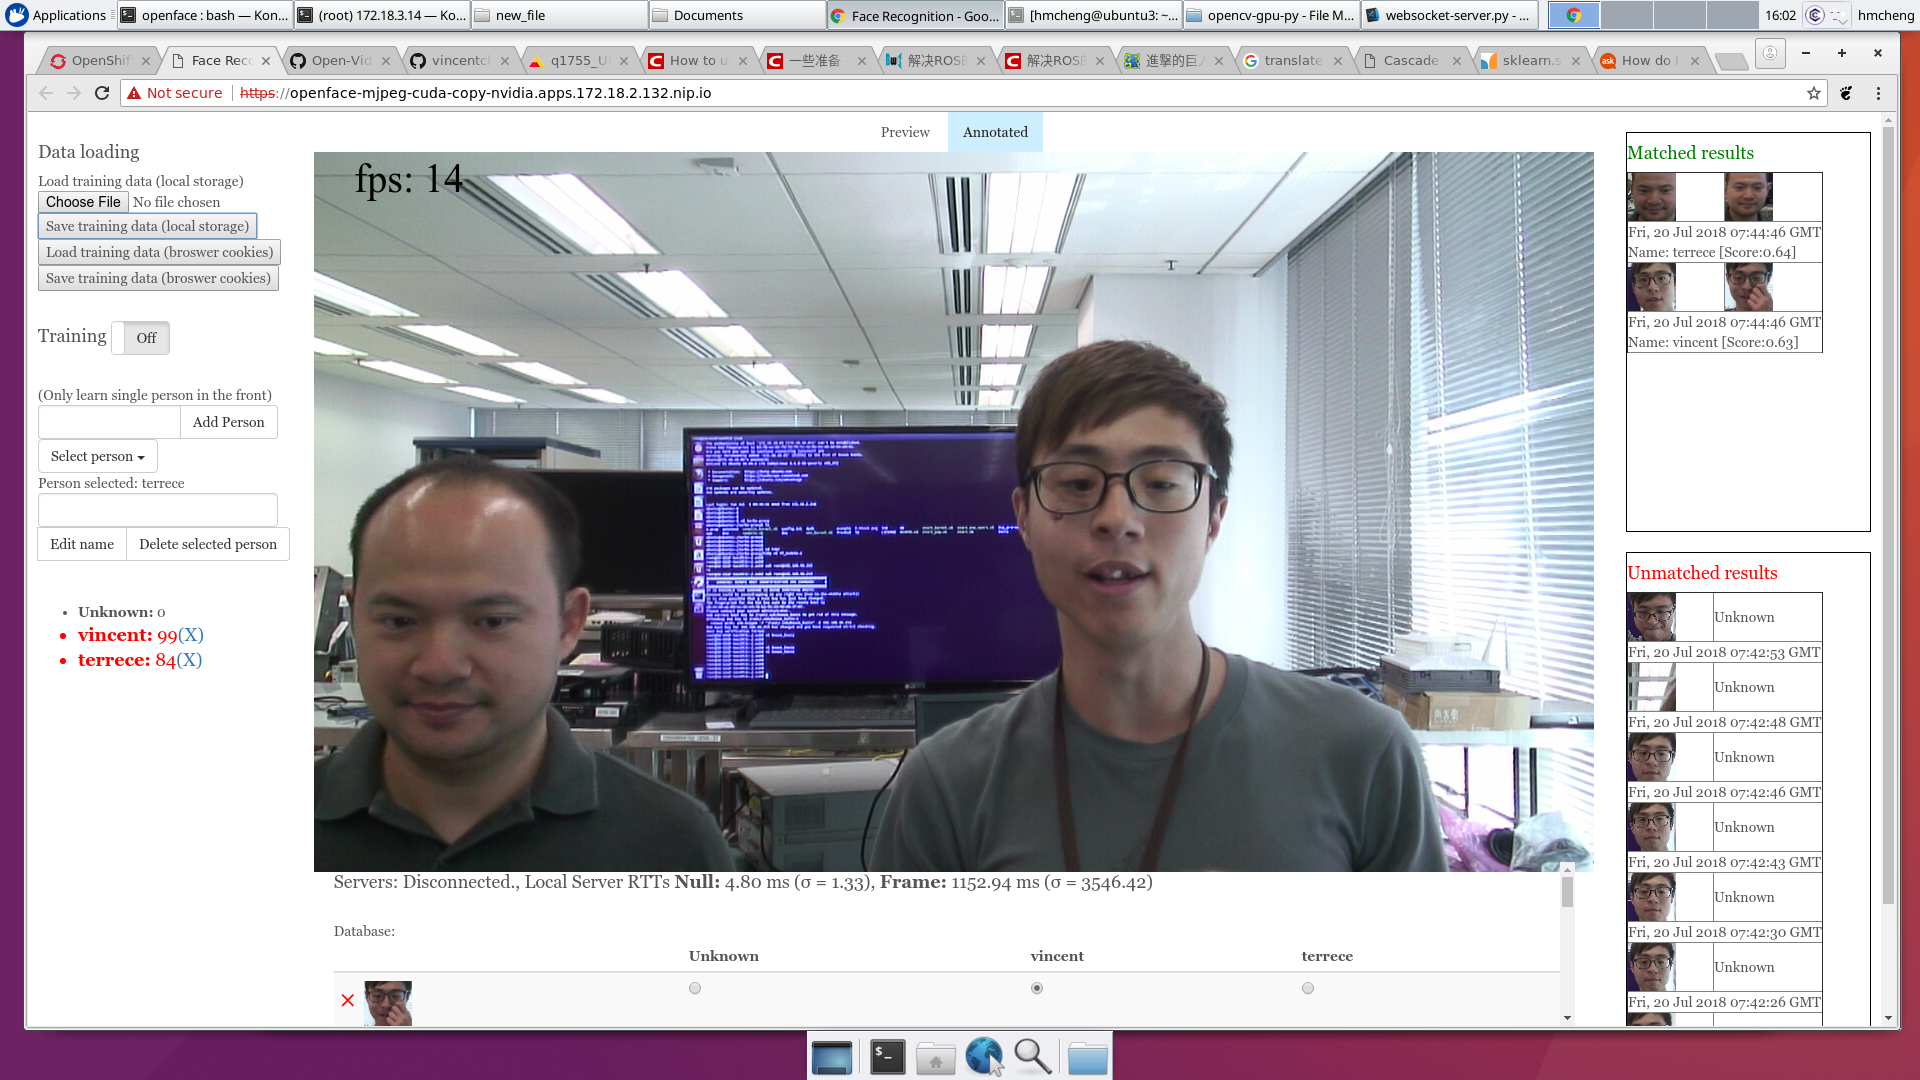 Applications
openface : bash — Kon...
(root) 172.18.3.14 — Ko...
new_file
Documents
Face Recognition - Goo...
[hmcheng@ubuntu3: ~...
opencv-gpu-py - File M...
websocket-server.py - ...
16:02
hmcheng
OpenShif
Face Reco
Open-Vid
vincentcl
q1755_U
How to u
一些准备 -
解决ROS
解决ROS
進擊的巨
translate
Cascade
sklearn.s
How do I
Not secure
https://openface-mjpeg-cuda-copy-nvidia.apps.172.18.2.132.nip.io
Preview
Annotated
Data loading
Load training data (local storage)
Choose File No file chosen
Save training data (local storage)
Load training data (broswer cookies)
Save training data (broswer cookies)
Training Off
(Only learn single person in the front)
Add Person
Select person
Person selected: terrece
Edit name
Delete selected person
Unknown: 0
vincent: 99(X)
terrece: 84(X)
fps: 14
Servers: Disconnected., Local Server RTTs Null: 4.80 ms (σ = 1.33), Frame: 1152.94 ms (σ = 3546.42)
Database:
Unknown vincent terrece
Matched results
Fri, 20 Jul 2018 07:44:46 GMT
Name: terrece [Score:0.64]
Fri, 20 Jul 2018 07:44:46 GMT
Name: vincent [Score:0.63]
Unmatched results
Unknown
Fri, 20 Jul 2018 07:42:53 GMT
Unknown
Fri, 20 Jul 2018 07:42:48 GMT
Unknown
Fri, 20 Jul 2018 07:42:46 GMT
Unknown
Fri, 20 Jul 2018 07:42:43 GMT
Unknown
Fri, 20 Jul 2018 07:42:30 GMT
Unknown
Fri, 20 Jul 2018 07:42:26 GMT